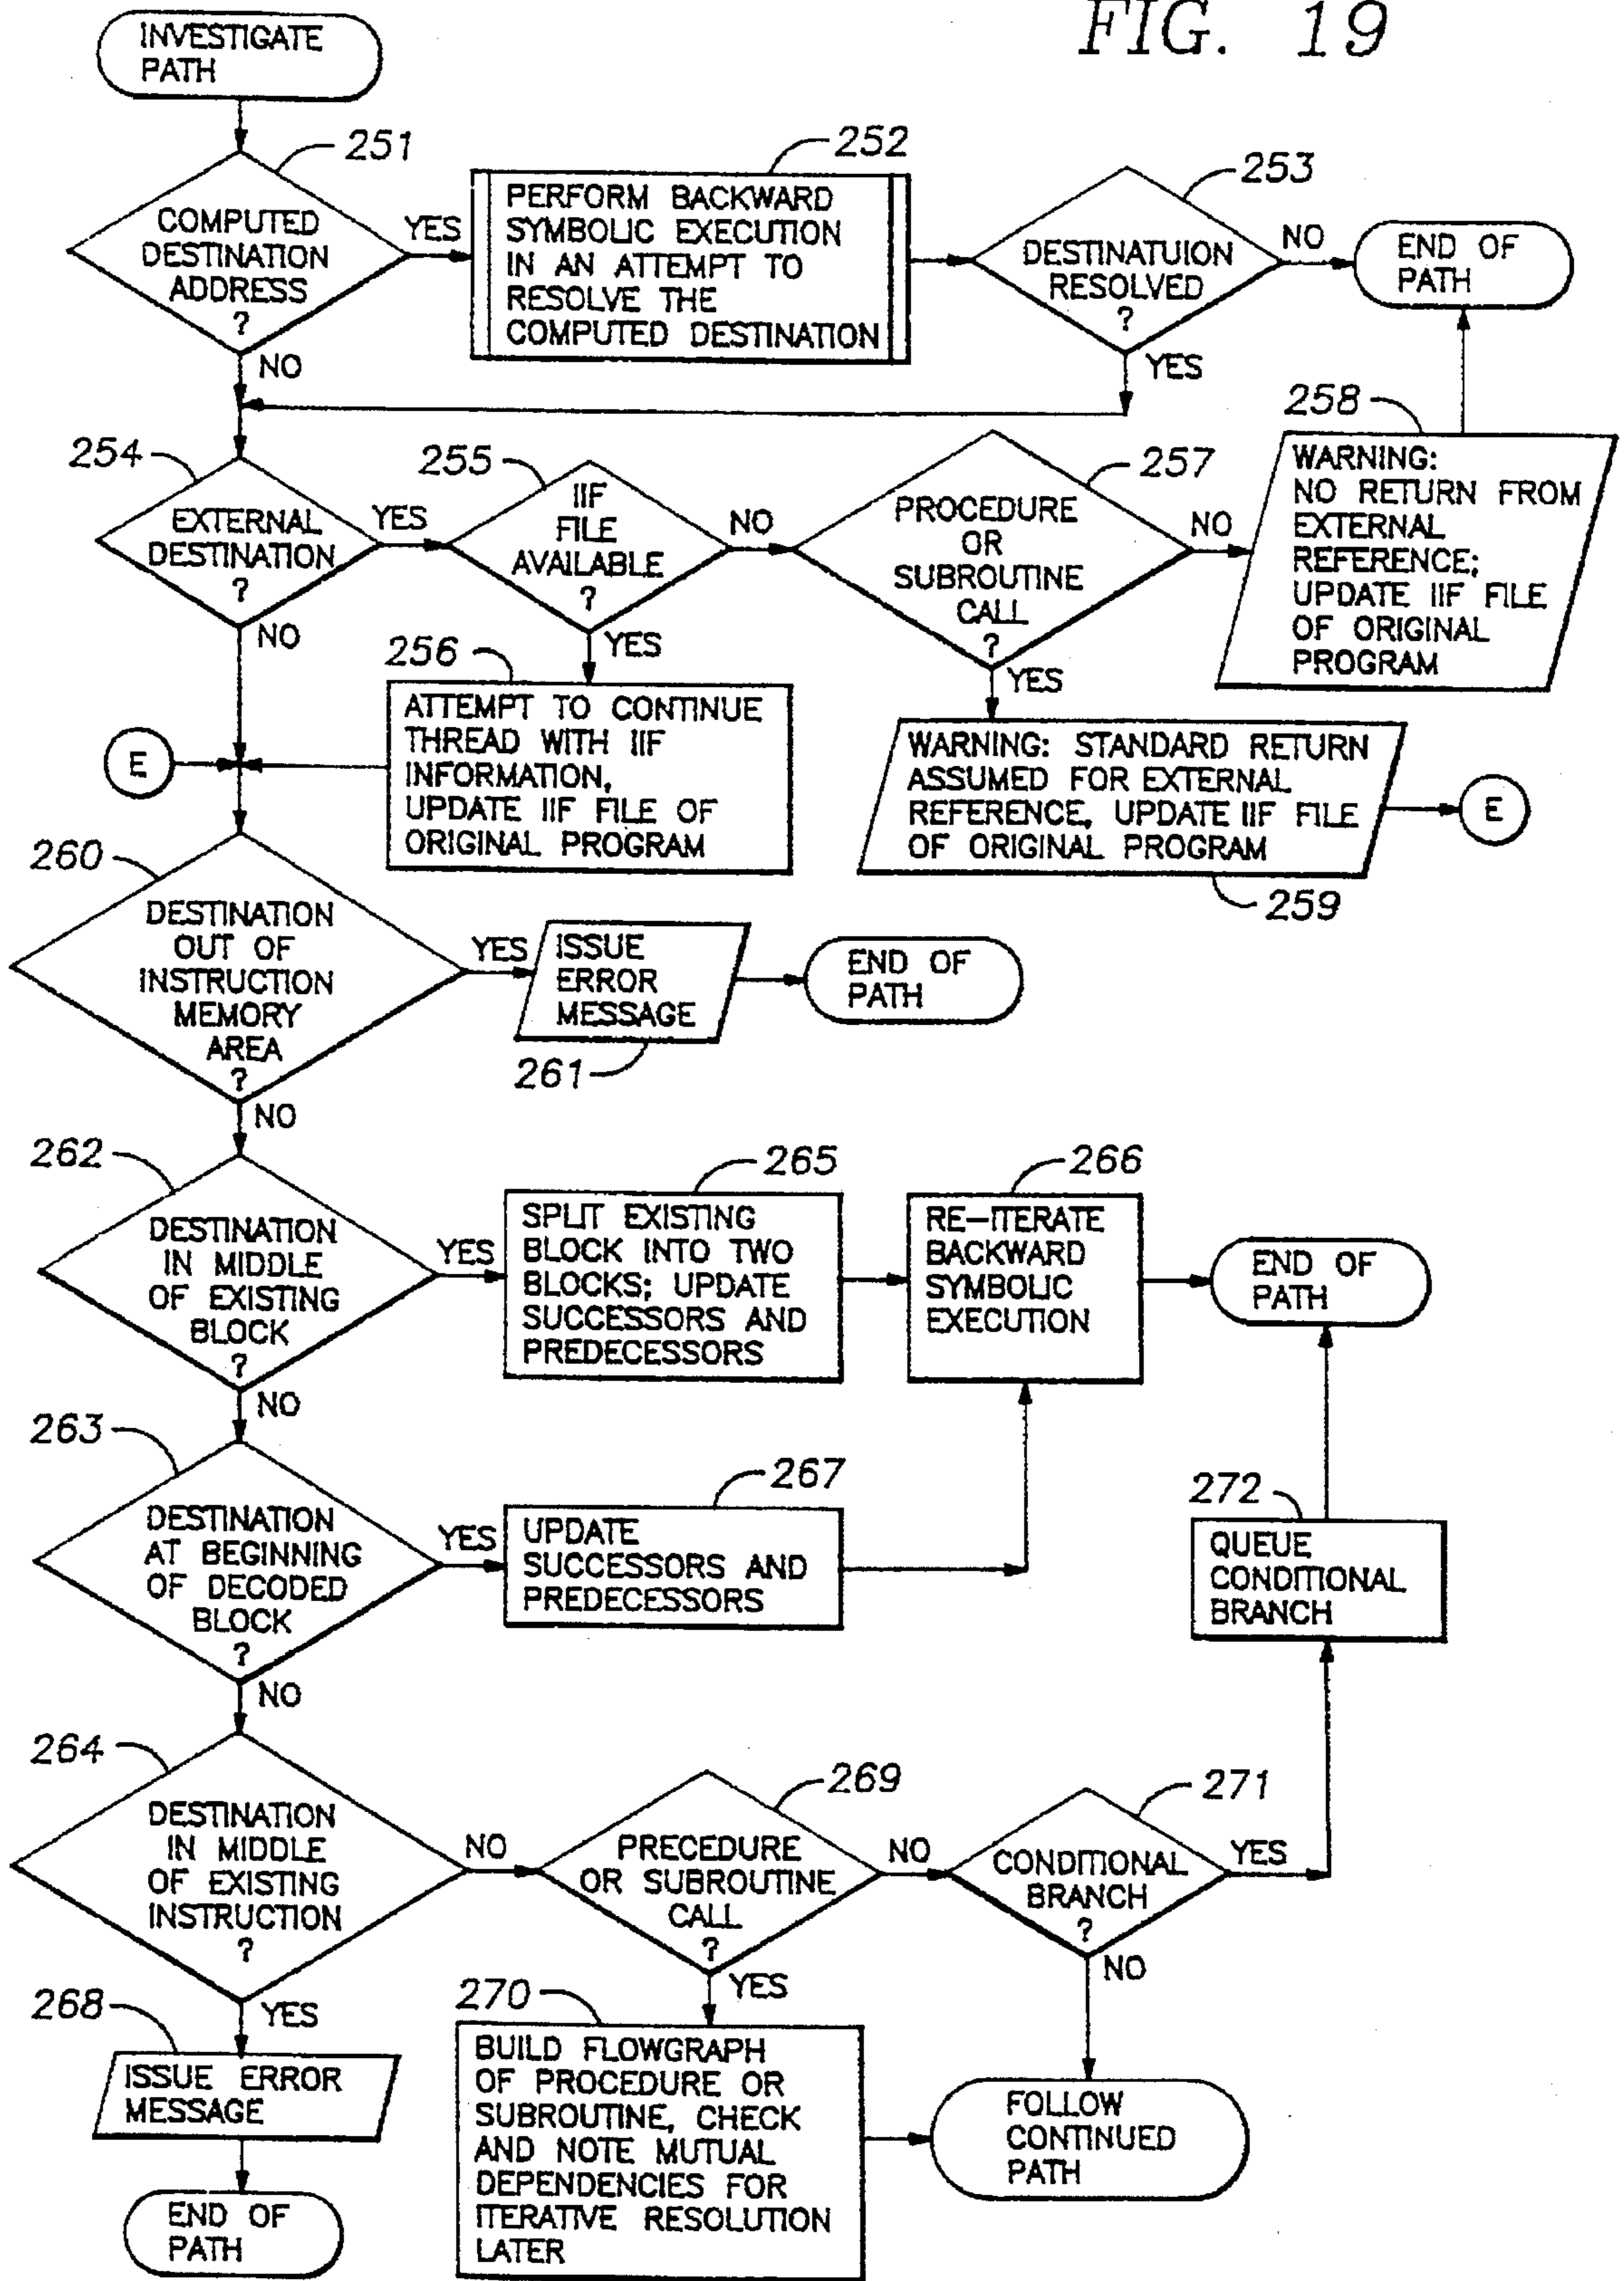 FIG. 19
INVESTIGATE
PATH
251
COMPUTED
DESTINATION
ADDRESS
?
YES
NO
252
PERFORM BACKWARD
SYMBOLIC EXECUTION
IN AN ATTEMPT TO
RESOLVE THE
COMPUTED DESTINATION
253
DESTINATUION
RESOLVED
?
NO
YES
END OF
PATH
254
EXTERNAL
DESTINATION
?
YES
NO
255
IIF
FILE
AVAILABLE
?
NO
YES
257
PROCEDURE
OR
SUBROUTINE
CALL
?
NO
YES
258
WARNING:
NO RETURN FROM
EXTERNAL
REFERENCE;
UPDATE IIF FILE
OF ORIGINAL
PROGRAM
256
ATTEMPT TO CONTINUE
THREAD WITH IIF
INFORMATION,
UPDATE IIF FILE OF
ORIGINAL PROGRAM
E
WARNING: STANDARD RETURN
ASSUMED FOR EXTERNAL
REFERENCE, UPDATE IIF FILE
OF ORIGINAL PROGRAM
259
E
260
DESTINATION
OUT OF
INSTRUCTION
MEMORY
AREA
?
YES
NO
ISSUE
ERROR
MESSAGE
261
END OF
PATH
262
DESTINATION
IN MIDDLE
OF EXISTING
BLOCK
?
YES
NO
265
SPLIT EXISTING
BLOCK INTO TWO
BLOCKS; UPDATE
SUCCESSORS AND
PREDECESSORS
266
RE-ITERATE
BACKWARD
SYMBOLIC
EXECUTION
END OF
PATH
263
DESTINATION
AT BEGINNING
OF DECODED
BLOCK
?
YES
NO
267
UPDATE
SUCCESSORS AND
PREDECESSORS
272
QUEUE
CONDITIONAL
BRANCH
264
DESTINATION
IN MIDDLE
OF EXISTING
INSTRUCTION
?
NO
YES
269
PRECEDURE
OR SUBROUTINE
CALL
?
NO
YES
271
CONDITIONAL
BRANCH
?
YES
NO
268
ISSUE ERROR
MESSAGE
END OF
PATH
270
BUILD FLOWGRAPH
OF PROCEDURE OR
SUBROUTINE, CHECK
AND NOTE MUTUAL
DEPENDENCIES FOR
ITERATIVE RESOLUTION
LATER
FOLLOW
CONTINUED
PATH